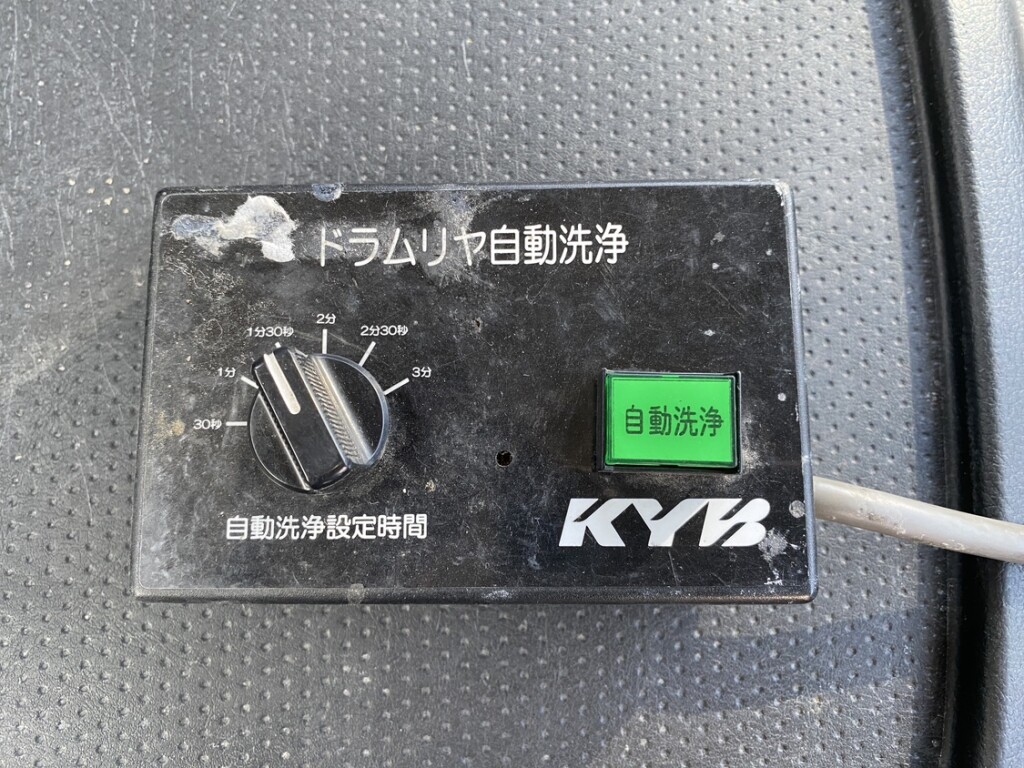 ドラムリヤ自動洗浄
30秒
1分
1分30秒
2分
2分30秒
3分
自動洗浄
自動洗浄設定時間
KYB